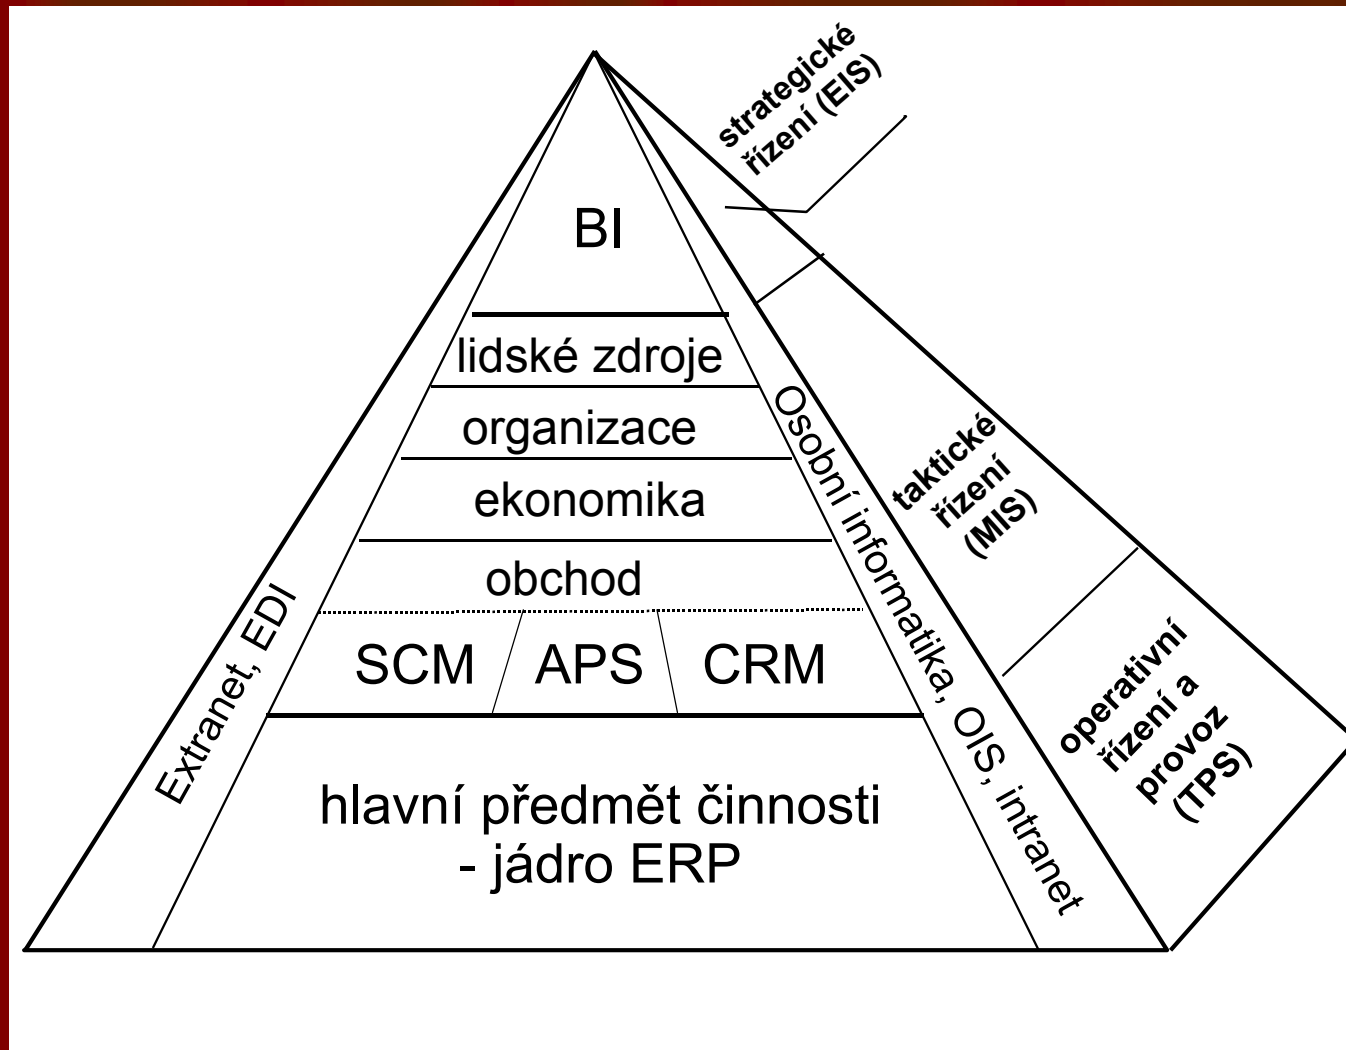 strategické
řízení (EIS)
BI
lidské zdroje
organizace
ekonomika
obchod
SCM
APS
CRM
hlavní předmět činnosti
- jádro ERP
Extranet, EDI
Osobní informatika, OIS, intranet
taktické
řízení
(MIS)
operativní
řízení a
provoz
(TPS)